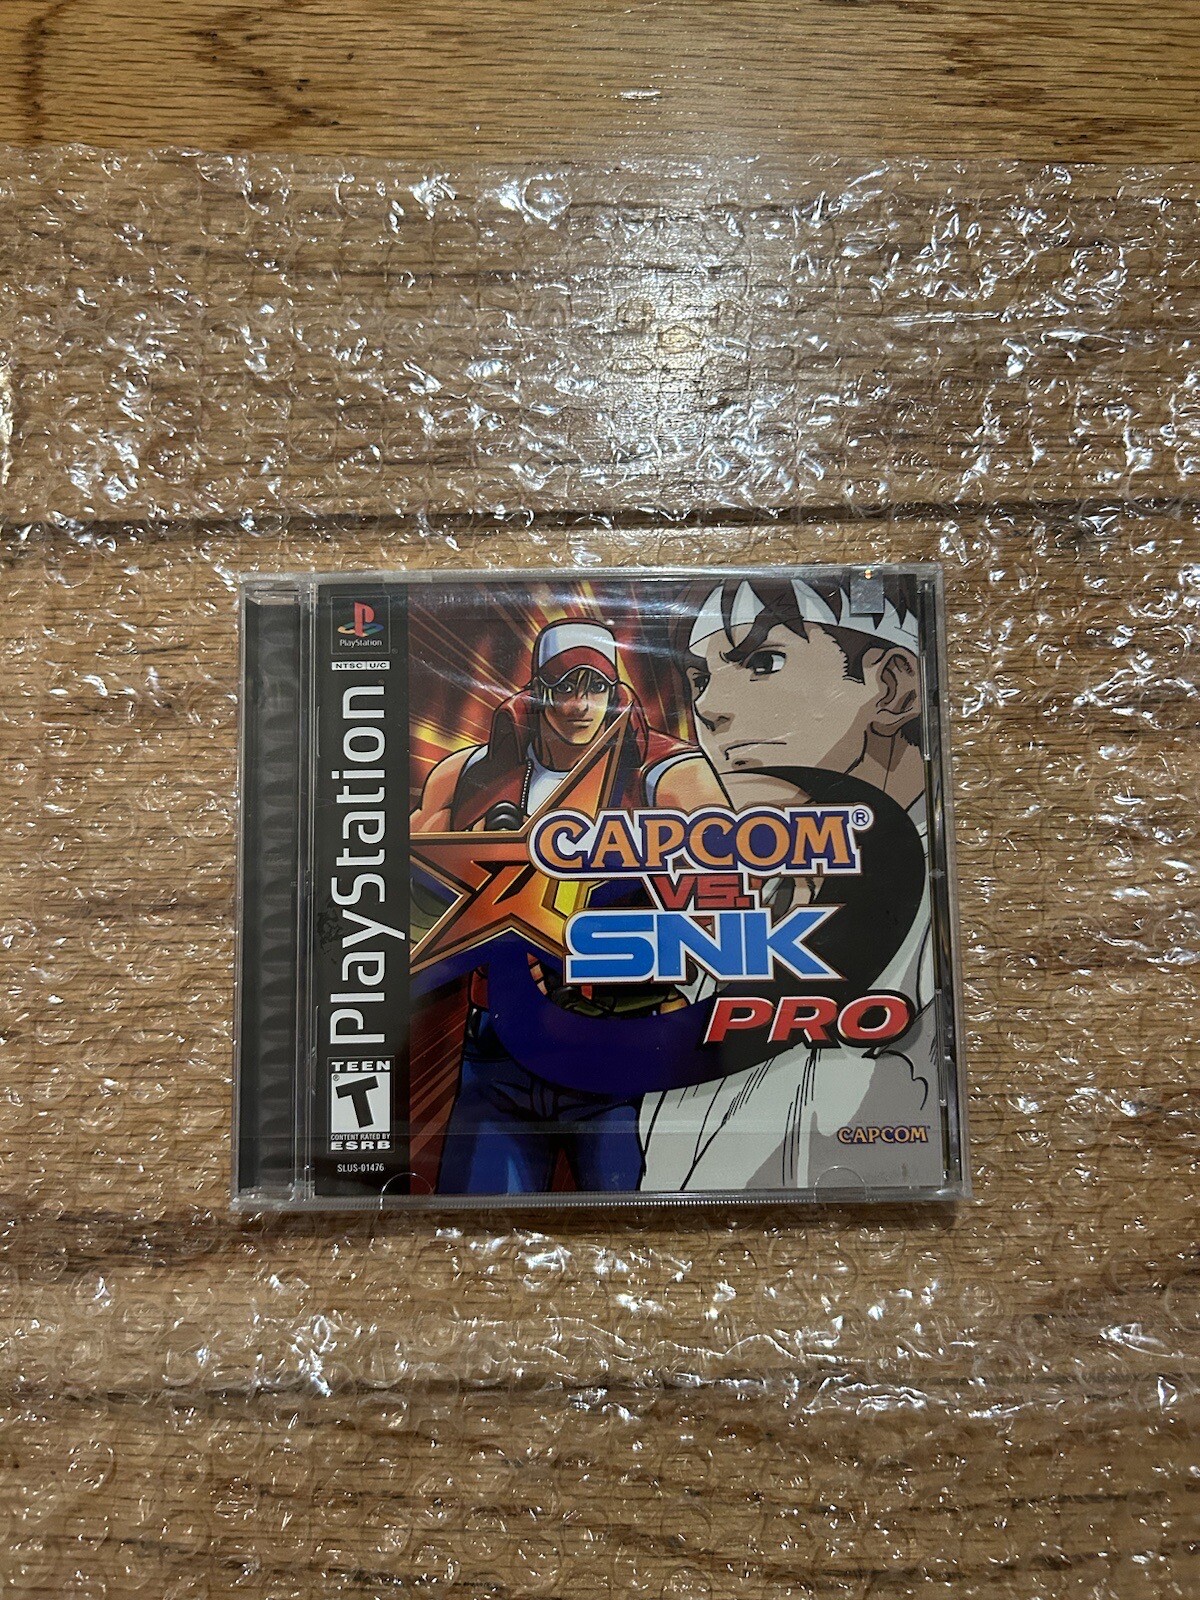 PlayStation
NTSC U/C
PlayStation
CAPCOM®
VS.
SNK
PRO
TEEN
T
®
CONTENT RATED BY
ESRB
SLUS-01476
CAPCOM®